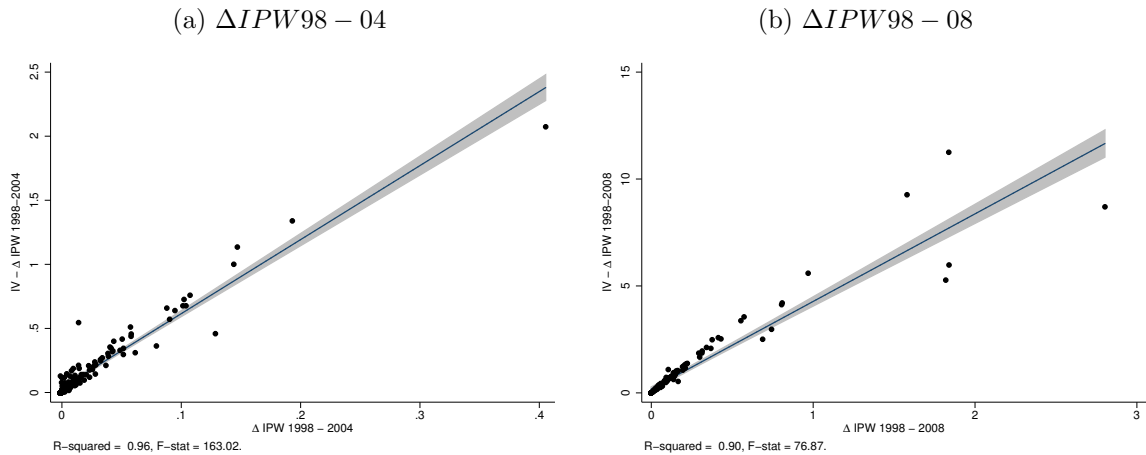 (a) ΔIPW98 − 04
2.5
2
1.5
1
.5
0
IV − Δ IPW 1998−2004
0 .1 .2 .3 .4
Δ IPW 1998 − 2004
R−squared = 0.96, F−stat = 163.02.
(b) ΔIPW98 − 08
15
10
5
0
IV − Δ IPW 1998−2008
0 1 2 3
Δ IPW 1998 − 2008
R−squared = 0.90, F−stat = 76.87.